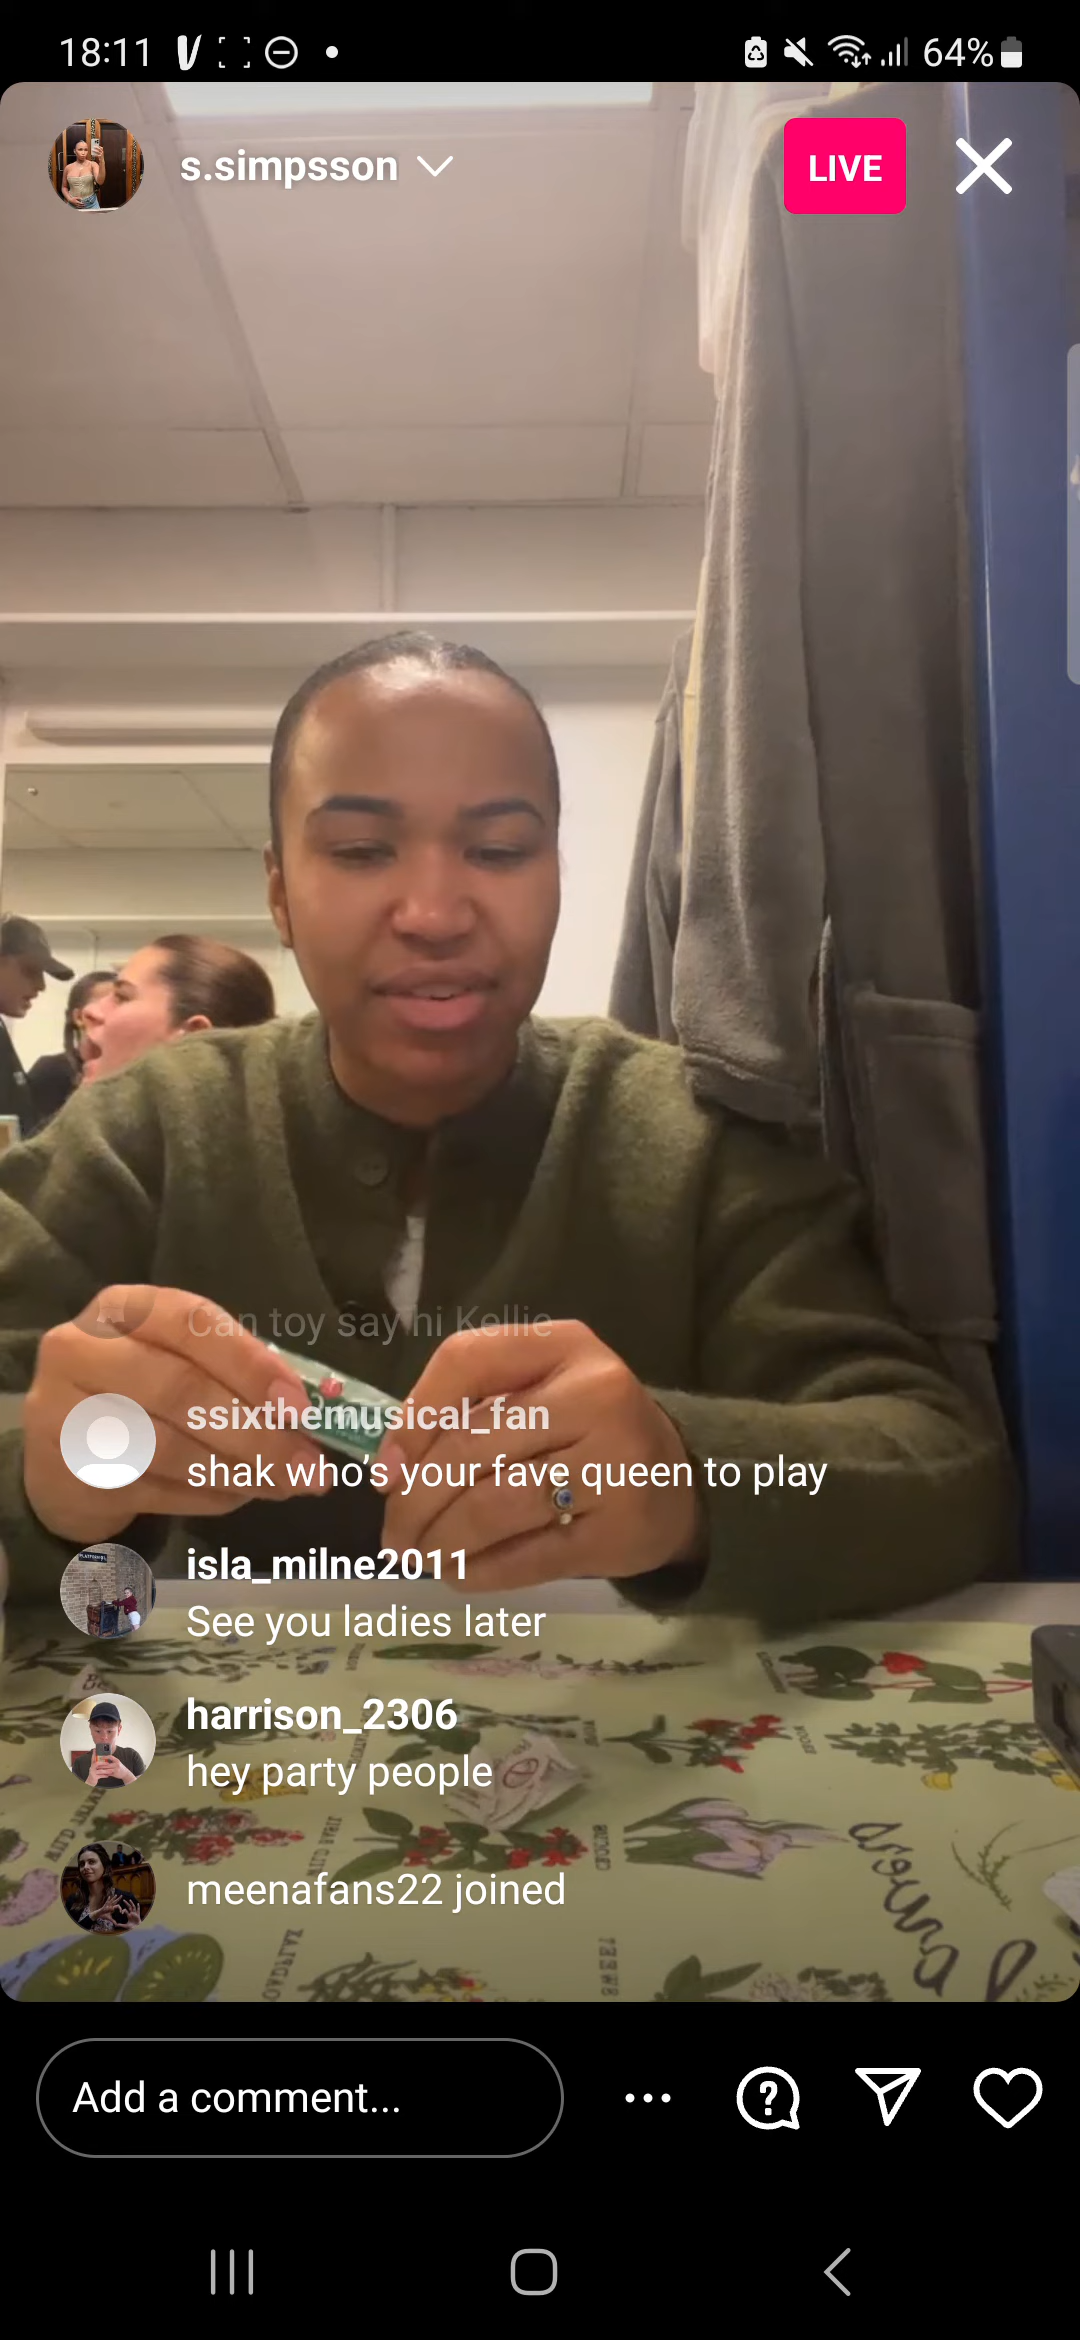 18:11
64%
s.simpsson
LIVE
Can toy say hi Kellie
ssixthemusical_fan
shak who's your fave queen to play
isla_milne2011
See you ladies later
harrison_2306
hey party people
meenafans22 joined
Add a comment...